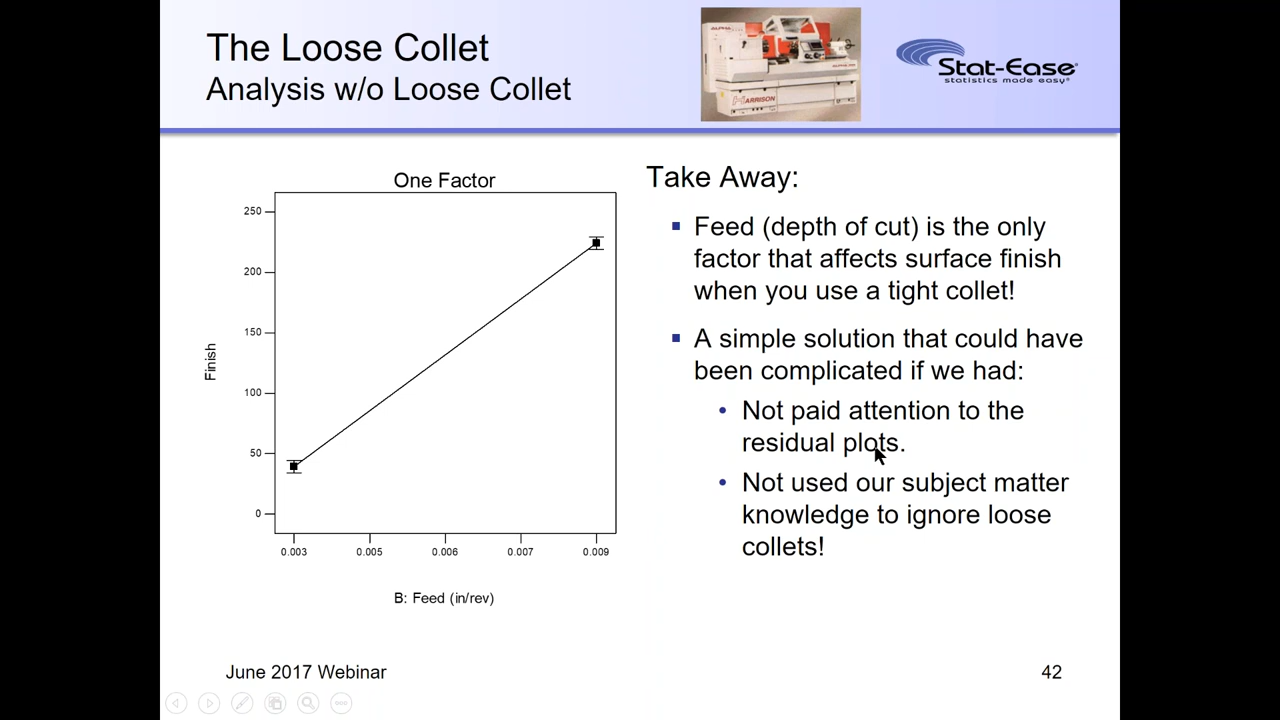 The Loose Collet
Analysis w/o Loose Collet
HARRISON
Stat-Ease
statistics made easy®
One Factor
250
200
150
100
50
0
Finish
0.003
0.005
0.006
0.007
0.009
B: Feed (in/rev)
Take Away:
Feed (depth of cut) is the only
factor that affects surface finish
when you use a tight collet!
A simple solution that could have
been complicated if we had:
Not paid attention to the
residual plots.
Not used our subject matter
knowledge to ignore loose
collets!
June 2017 Webinar
42